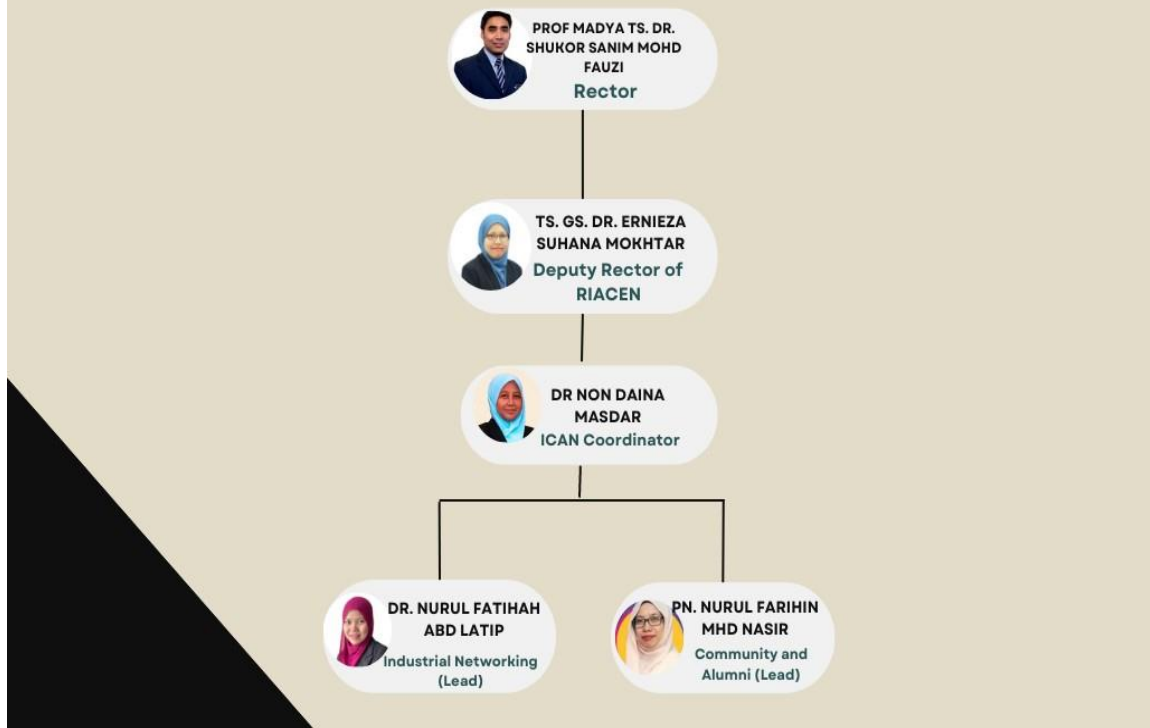 PROF MADYA TS. DR.
SHUKOR SANIM MOHD
FAUZI
Rector
TS. GS. DR. ERNIEZA
SUHANA MOKHTAR
Deputy Rector of
RIACEN
DR NON DAINA
MASDAR
ICAN Coordinator
DR. NURUL FATIHAH
ABD LATIP
Industrial Networking
(Lead)
PN. NURUL FARIHIN
MHD NASIR
Community and
Alumni (Lead)